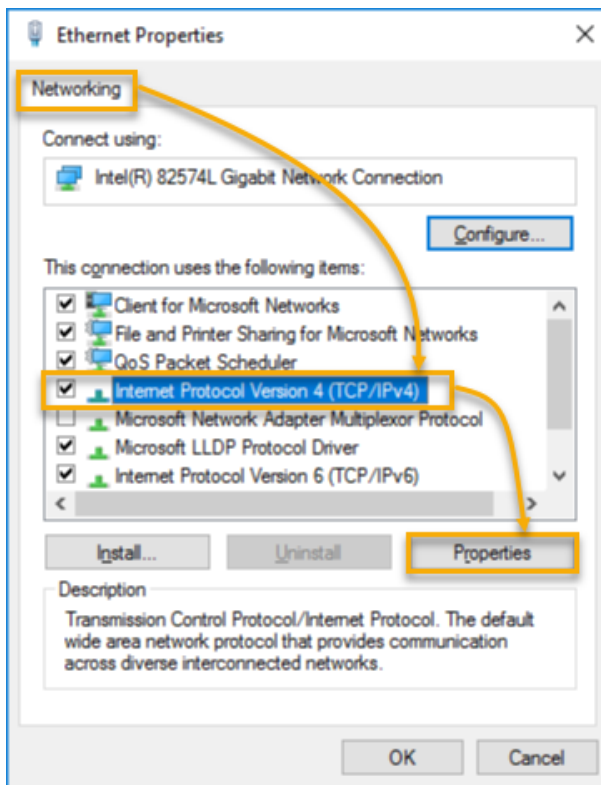 Ethernet Properties
Networking
Connect using:
Intel(R) 82574L Gigabit Network Connection
Configure...
This connection uses the following items:
Client for Microsoft Networks
File and Printer Sharing for Microsoft Networks
QoS Packet Scheduler
Internet Protocol Version 4 (TCP/IPv4)
Microsoft Network Adapter Multiplexor Protocol
Microsoft LLDP Protocol Driver
Internet Protocol Version 6 (TCP/IPv6)
Install...
Uninstall
Properties
Description
Transmission Control Protocol/Internet Protocol. The default
wide area network protocol that provides communication
across diverse interconnected networks.
OK
Cancel